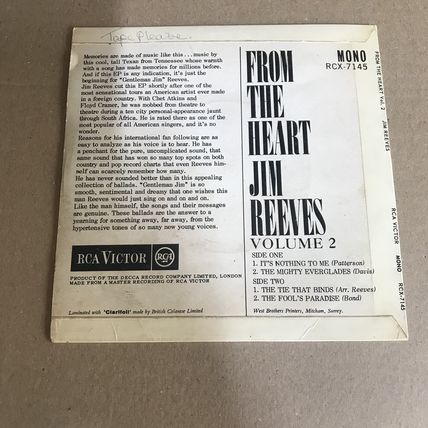 Tape Please.
Memories are made of music like this ... music by
this cool, tall Texan from Tennessee whose warmth
with a song has made memories for millions before.
And if this EP is any indication, it's just the
beginning for "Gentleman Jim" Reeves.
Jim Reeves cut this EP shortly after one of the
most sensational tours an American artist ever made
in a foreign country. With Chet Atkins and
Floyd Cramer, he was mobbed from theatre to
theatre during a ten city personal-appearance jaunt
through South Africa. He is rated there as one of the
most popular of all American singers, and it's no
wonder.
Reasons for his international fan following are as
easy to analyze as his voice is to hear. He has
a penchant for the pure, uncomplicated sound, that
same sound that has won so many top spots on both
country and pop record charts that even Reeves him-
self can scarcely remember how many.
He has never sounded better than in this appealing
collection of ballads. "Gentleman Jim" is so
smooth, sentimental and dreamy that one wishes this
man Reeves would just sing on and on and on.
Like the man himself, the songs and their messages
are genuine. These ballads are the answer to a
yearning for something away, far away, from the
hypertensive tones of so many new young voices.
RCA VICTOR RCA
PRODUCT OF THE DECCA RECORD COMPANY LIMITED, LONDON
MADE FROM A MASTER RECORDING OF RCA VICTOR
Laminated with 'Clarifoil' made by British Celanese Limited
MONO
RCX-7145
FROM
THE
HEART
JIM
REEVES
VOLUME 2
SIDE ONE
1. IT'S NOTHING TO ME (Patterson)
2. THE MIGHTY EVERGLADES (Davis)
SIDE TWO
1. THE TIE THAT BINDS (Arr. Reeves)
2. THE FOOL'S PARADISE (Bond)
West Brothers Printers, Mitcham, Surrey.
FROM THE HEART VOL. 2 JIM REEVES RCA VICTOR MONO RCX-7145